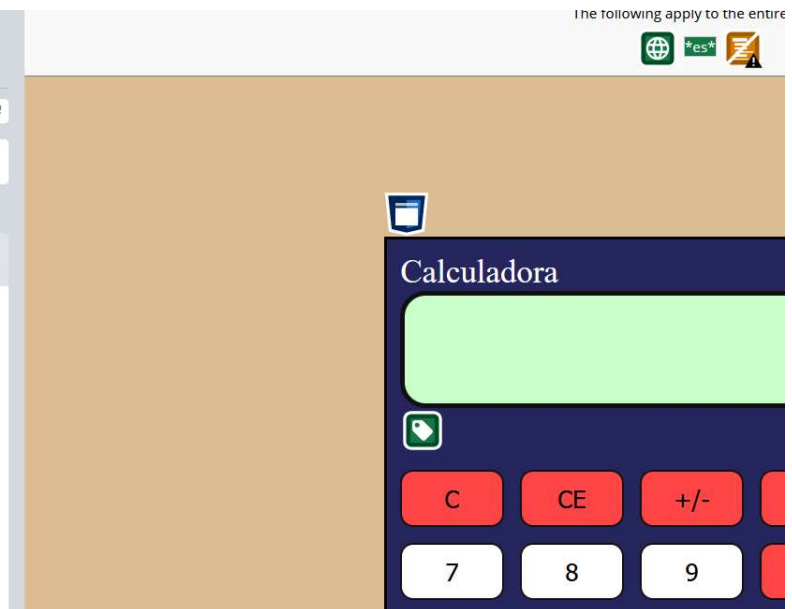 The following apply to the entire
*es*
Calculadora
C CE +/-
7 8 9